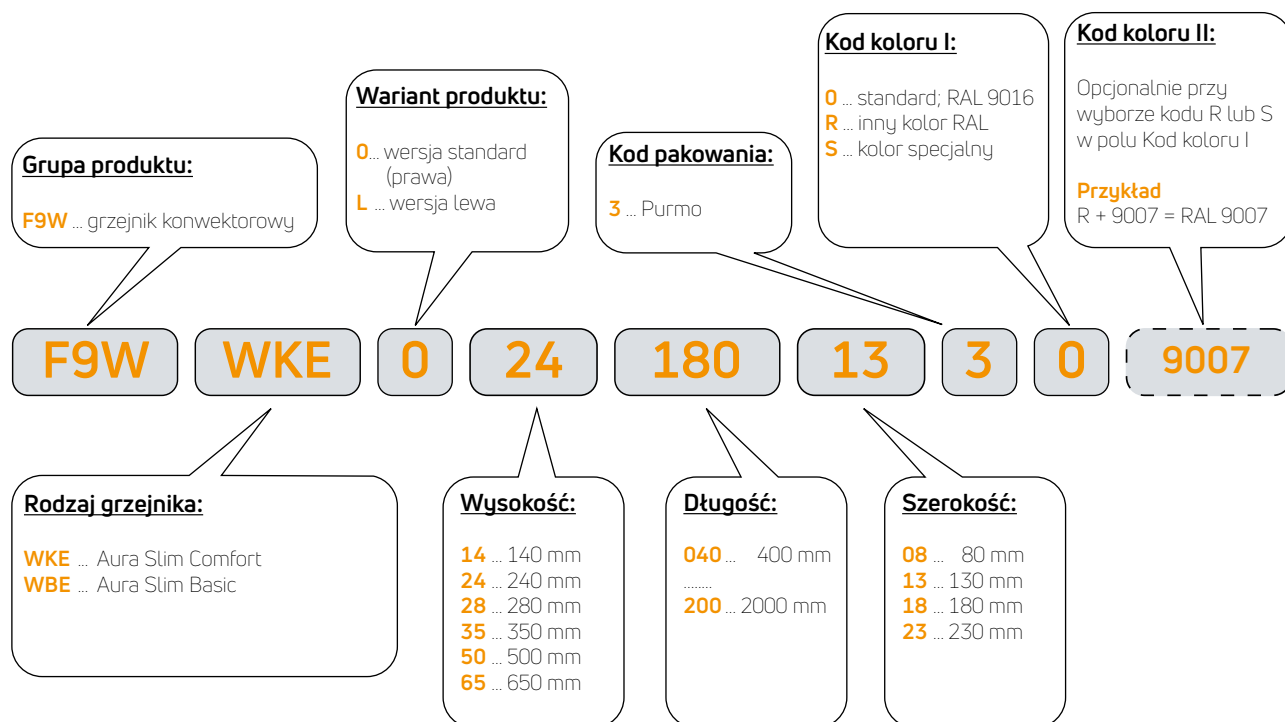 Grupa produktu:
F9W ... grzejnik konwektorowy
Wariant produktu:
0... wersja standard
(prawa)
L ... wersja lewa
Kod pakowania:
3 ... Purmo
Kod koloru I:
0 ... standard; RAL 9016
R ... inny kolor RAL
S ... kolor specjalny
Kod koloru II:
Opcjonalnie przy
wyborze kodu R lub S
w polu Kod koloru I
Przykład
R + 9007 = RAL 9007
F9W WKE 0 24 180 13 3 0 9007
Rodzaj grzejnika:
WKE ... Aura Slim Comfort
WBE ... Aura Slim Basic
Wysokość:
14 ... 140 mm
24 ... 240 mm
28 ... 280 mm
35 ... 350 mm
50 ... 500 mm
65 ... 650 mm
Długość:
040 ... 400 mm
........
200 ... 2000 mm
Szerokość:
08 ... 80 mm
13 ... 130 mm
18 ... 180 mm
23 ... 230 mm